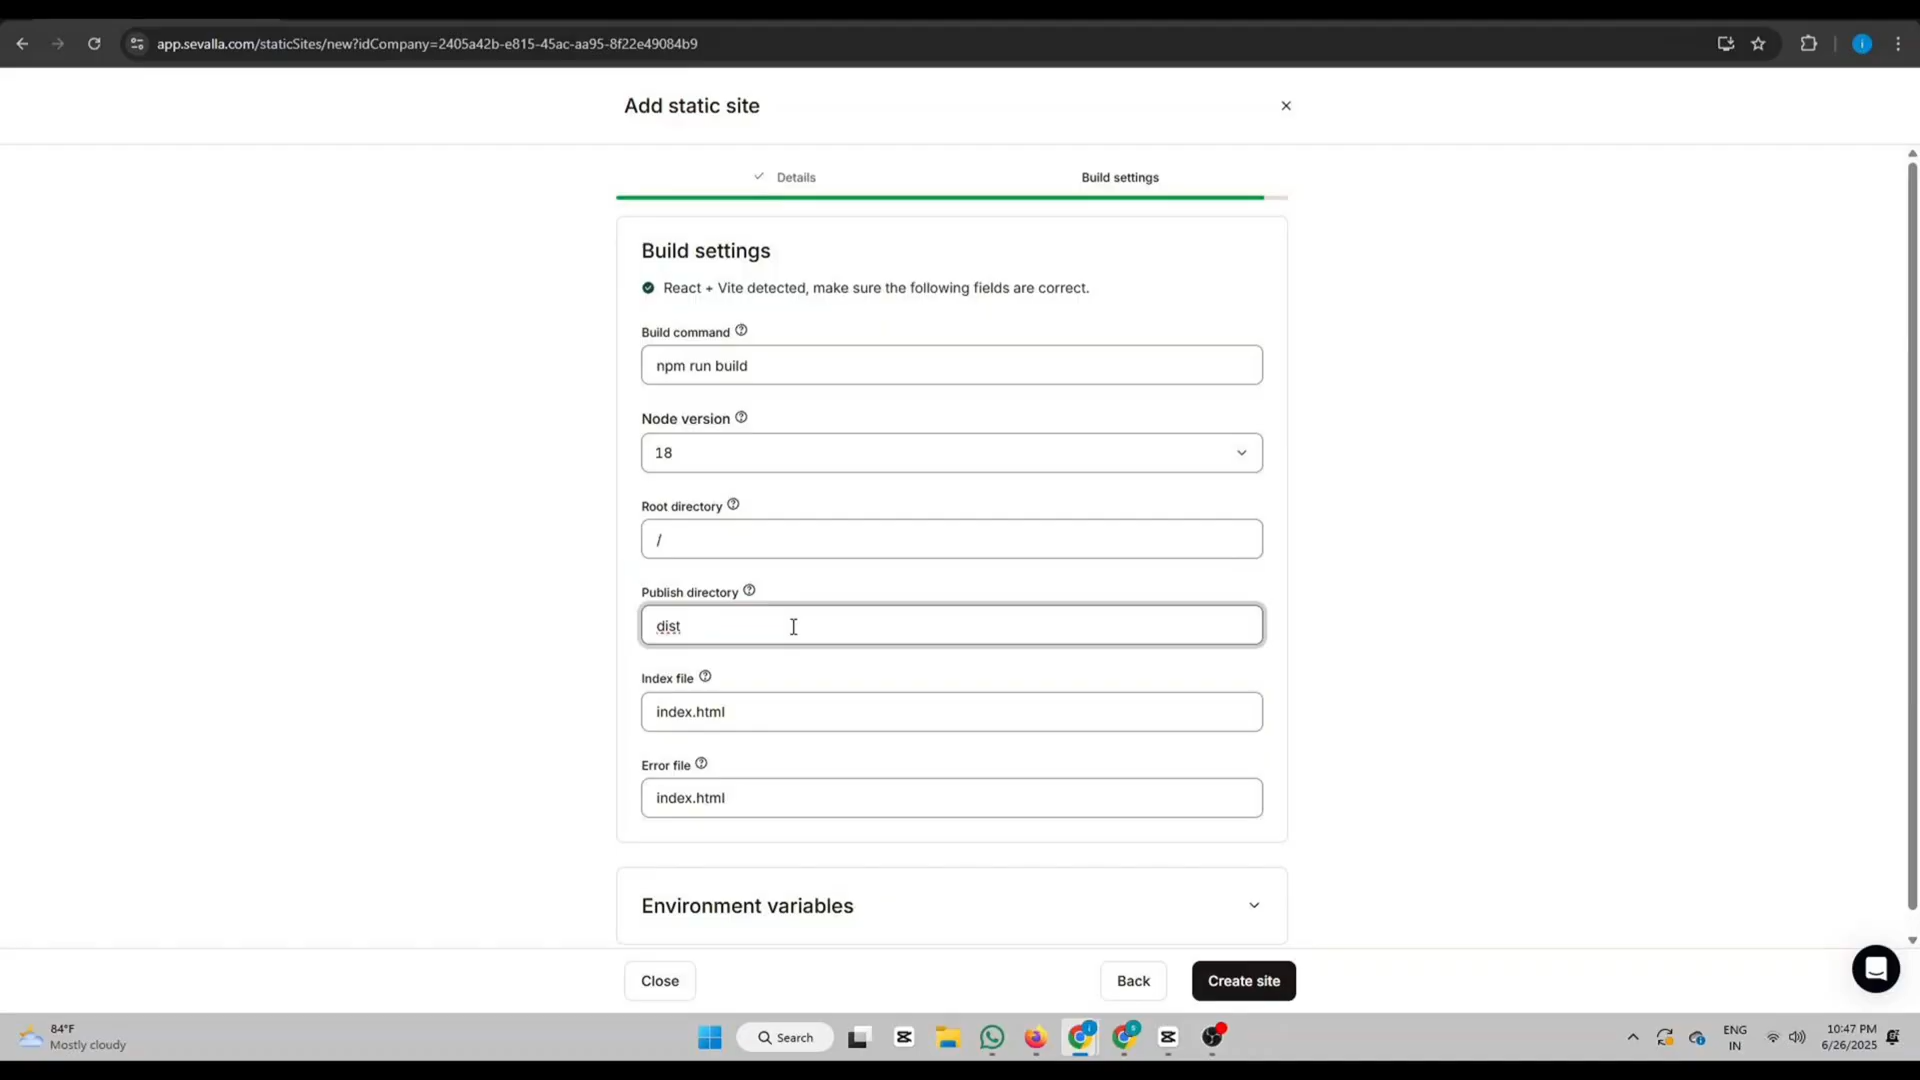 app.sevalla.com/staticSites/new?idCompany=2405a42b-e815-45ac-aa95-8f22e49084b9
Add static site
Details
Build settings
Build settings
React + Vite detected, make sure the following fields are correct.
Build command
npm run build
Node version
18
Root directory
/
Publish directory
dist
Index file
index.html
Error file
index.html
Environment variables
Close
Back
Create site
84°F
Mostly cloudy
Search
ENG
IN
10:47 PM
6/26/2025